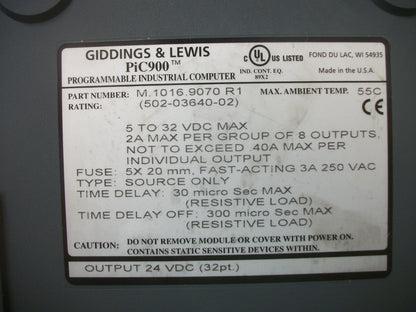 GIDDINGS & LEWIS
PiC900™
PROGRAMMABLE INDUSTRIAL COMPUTER
C UL US LISTED
IND. CONT. EQ.
89X2
FOND DU LAC, WI 54935
Made in the U.S.A.
PART NUMBER: M.1016.9070 R1 MAX. AMBIENT TEMP. 55C
RATING: (502-03640-02)
5 TO 32 VDC MAX
2A MAX PER GROUP OF 8 OUTPUTS,
NOT TO EXCEED .40A MAX PER
INDIVIDUAL OUTPUT
FUSE: 5X 20 mm, FAST-ACTING 3A 250 VAC
TYPE: SOURCE ONLY
TIME DELAY: 30 micro Sec MAX
(RESISTIVE LOAD)
TIME DELAY OFF: 300 micro Sec MAX
(RESISTIVE LOAD)
CAUTION: DO NOT REMOVE MODULE OR COVER WITH POWER ON.
CONTAINS STATIC SENSITIVE DEVICES WITHIN.
OUTPUT 24 VDC (32pt.)